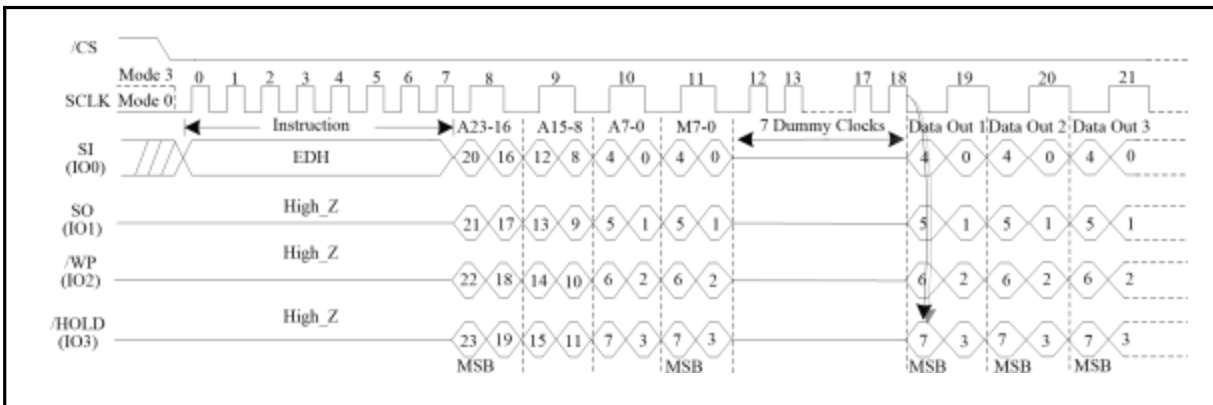 /CS
Mode 3 0 1 2 3 4 5 6 7 8 9 10 11 12 13 17 18 19 20 21
SCLK Mode 0
Instruction A23-16 A15-8 A7-0 M7-0 7 Dummy Clocks Data Out 1 Data Out 2 Data Out 3
SI
(IO0)
EDH 20 16 12 8 4 0 4 0 4 0 4 0 4 0
High_Z
SO
(IO1)
21 17 13 9 5 1 5 1 5 1 5 1 5 1
High_Z
/WP
(IO2)
22 18 14 10 6 2 6 2 6 2 6 2 6 2
High_Z
/HOLD
(IO3)
23 19 15 11 7 3 7 3 7 3 7 3 7 3
MSB MSB MSB MSB MSB